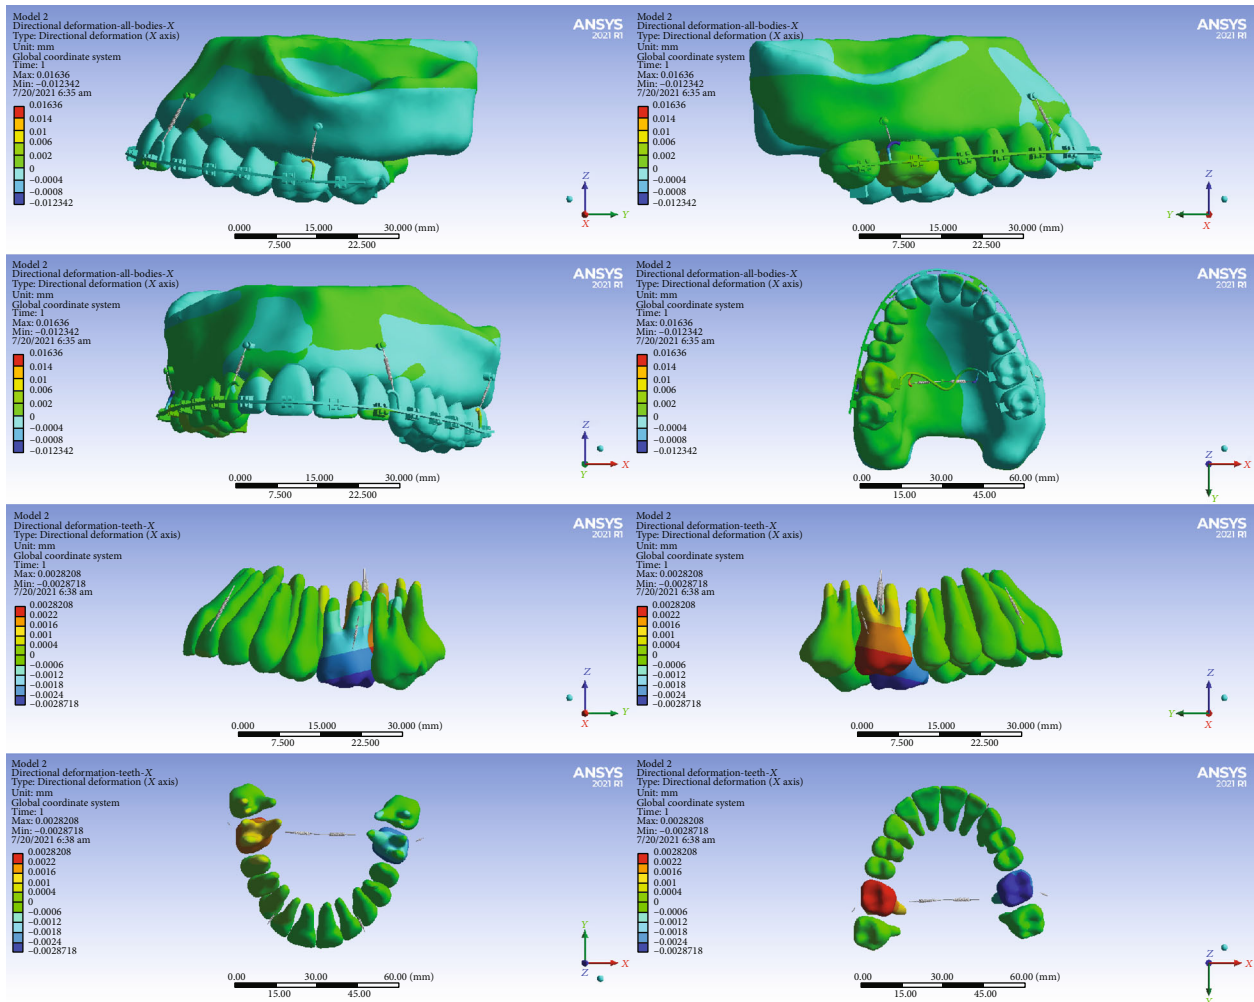 Model 2
Directional deformation-all-bodies-X
Type: Directional deformation (X axis)
Unit: mm
Global coordinate system
Time: 1
Max: 0.01636
Min: −0.012342
7/20/2021 6:35 am
0.01636
0.014
0.01
0.006
0.002
0
−0.0004
−0.0008
−0.012342
ANSYS
2021 R1
Z
Y
X
0.000 15.000 30.000 (mm)
7.500 22.500
Model 2
Directional deformation-all-bodies-X
Type: Directional deformation (X axis)
Unit: mm
Global coordinate system
Time: 1
Max: 0.01636
Min: −0.012342
7/20/2021 6:35 am
0.01636
0.014
0.01
0.006
0.002
0
−0.0004
−0.0008
−0.012342
ANSYS
2021 R1
Z
Y
X
0.000 15.000 30.000 (mm)
7.500 22.500
Model 2
Directional deformation-all-bodies-X
Type: Directional deformation (X axis)
Unit: mm
Global coordinate system
Time: 1
Max: 0.01636
Min: −0.012342
7/20/2021 6:35 am
0.01636
0.014
0.01
0.006
0.002
0
−0.0004
−0.0008
−0.012342
ANSYS
2021 R1
Z
X
Y
0.000 15.000 30.000 (mm)
7.500 22.500
Model 2
Directional deformation-all-bodies-X
Type: Directional deformation (X axis)
Unit: mm
Global coordinate system
Time: 1
Max: 0.01636
Min: −0.012342
7/20/2021 6:35 am
0.01636
0.014
0.01
0.006
0.002
0
−0.0004
−0.0008
−0.012342
ANSYS
2021 R1
Z
X
Y
0.00 30.00 60.00 (mm)
15.00 45.00
Model 2
Directional deformation-teeth-X
Type: Directional deformation (X axis)
Unit: mm
Global coordinate system
Time: 1
Max: 0.0028208
Min: −0.0028718
7/20/2021 6:38 am
0.0028208
0.0022
0.0016
0.001
0.0004
0
−0.0006
−0.0012
−0.0018
−0.0024
−0.0028718
ANSYS
2021 R1
Z
Y
X
0.000 15.000 30.000 (mm)
7.500 22.500
Model 2
Directional deformation-teeth-X
Type: Directional deformation (X axis)
Unit: mm
Global coordinate system
Time: 1
Max: 0.0028208
Min: −0.0028718
7/20/2021 6:38 am
0.0028208
0.0022
0.0016
0.001
0.0004
0
−0.0006
−0.0012
−0.0018
−0.0024
−0.0028718
ANSYS
2021 R1
Z
Y
X
0.000 15.000 30.000 (mm)
7.500 22.500
Model 2
Directional deformation-teeth-X
Type: Directional deformation (X axis)
Unit: mm
Global coordinate system
Time: 1
Max: 0.0028208
Min: −0.0028718
7/20/2021 6:38 am
0.0028208
0.0022
0.0016
0.001
0.0004
0
−0.0006
−0.0012
−0.0018
−0.0024
−0.0028718
ANSYS
2021 R1
Y
X
Z
0.00 30.00 60.00 (mm)
15.00 45.00
Model 2
Directional deformation-teeth-X
Type: Directional deformation (X axis)
Unit: mm
Global coordinate system
Time: 1
Max: 0.0028208
Min: −0.0028718
7/20/2021 6:38 am
0.0028208
0.0022
0.0016
0.001
0.0004
0
−0.0006
−0.0012
−0.0018
−0.0024
−0.0028718
ANSYS
2021 R1
Z
X
Y
0.00 30.00 60.00 (mm)
15.00 45.00